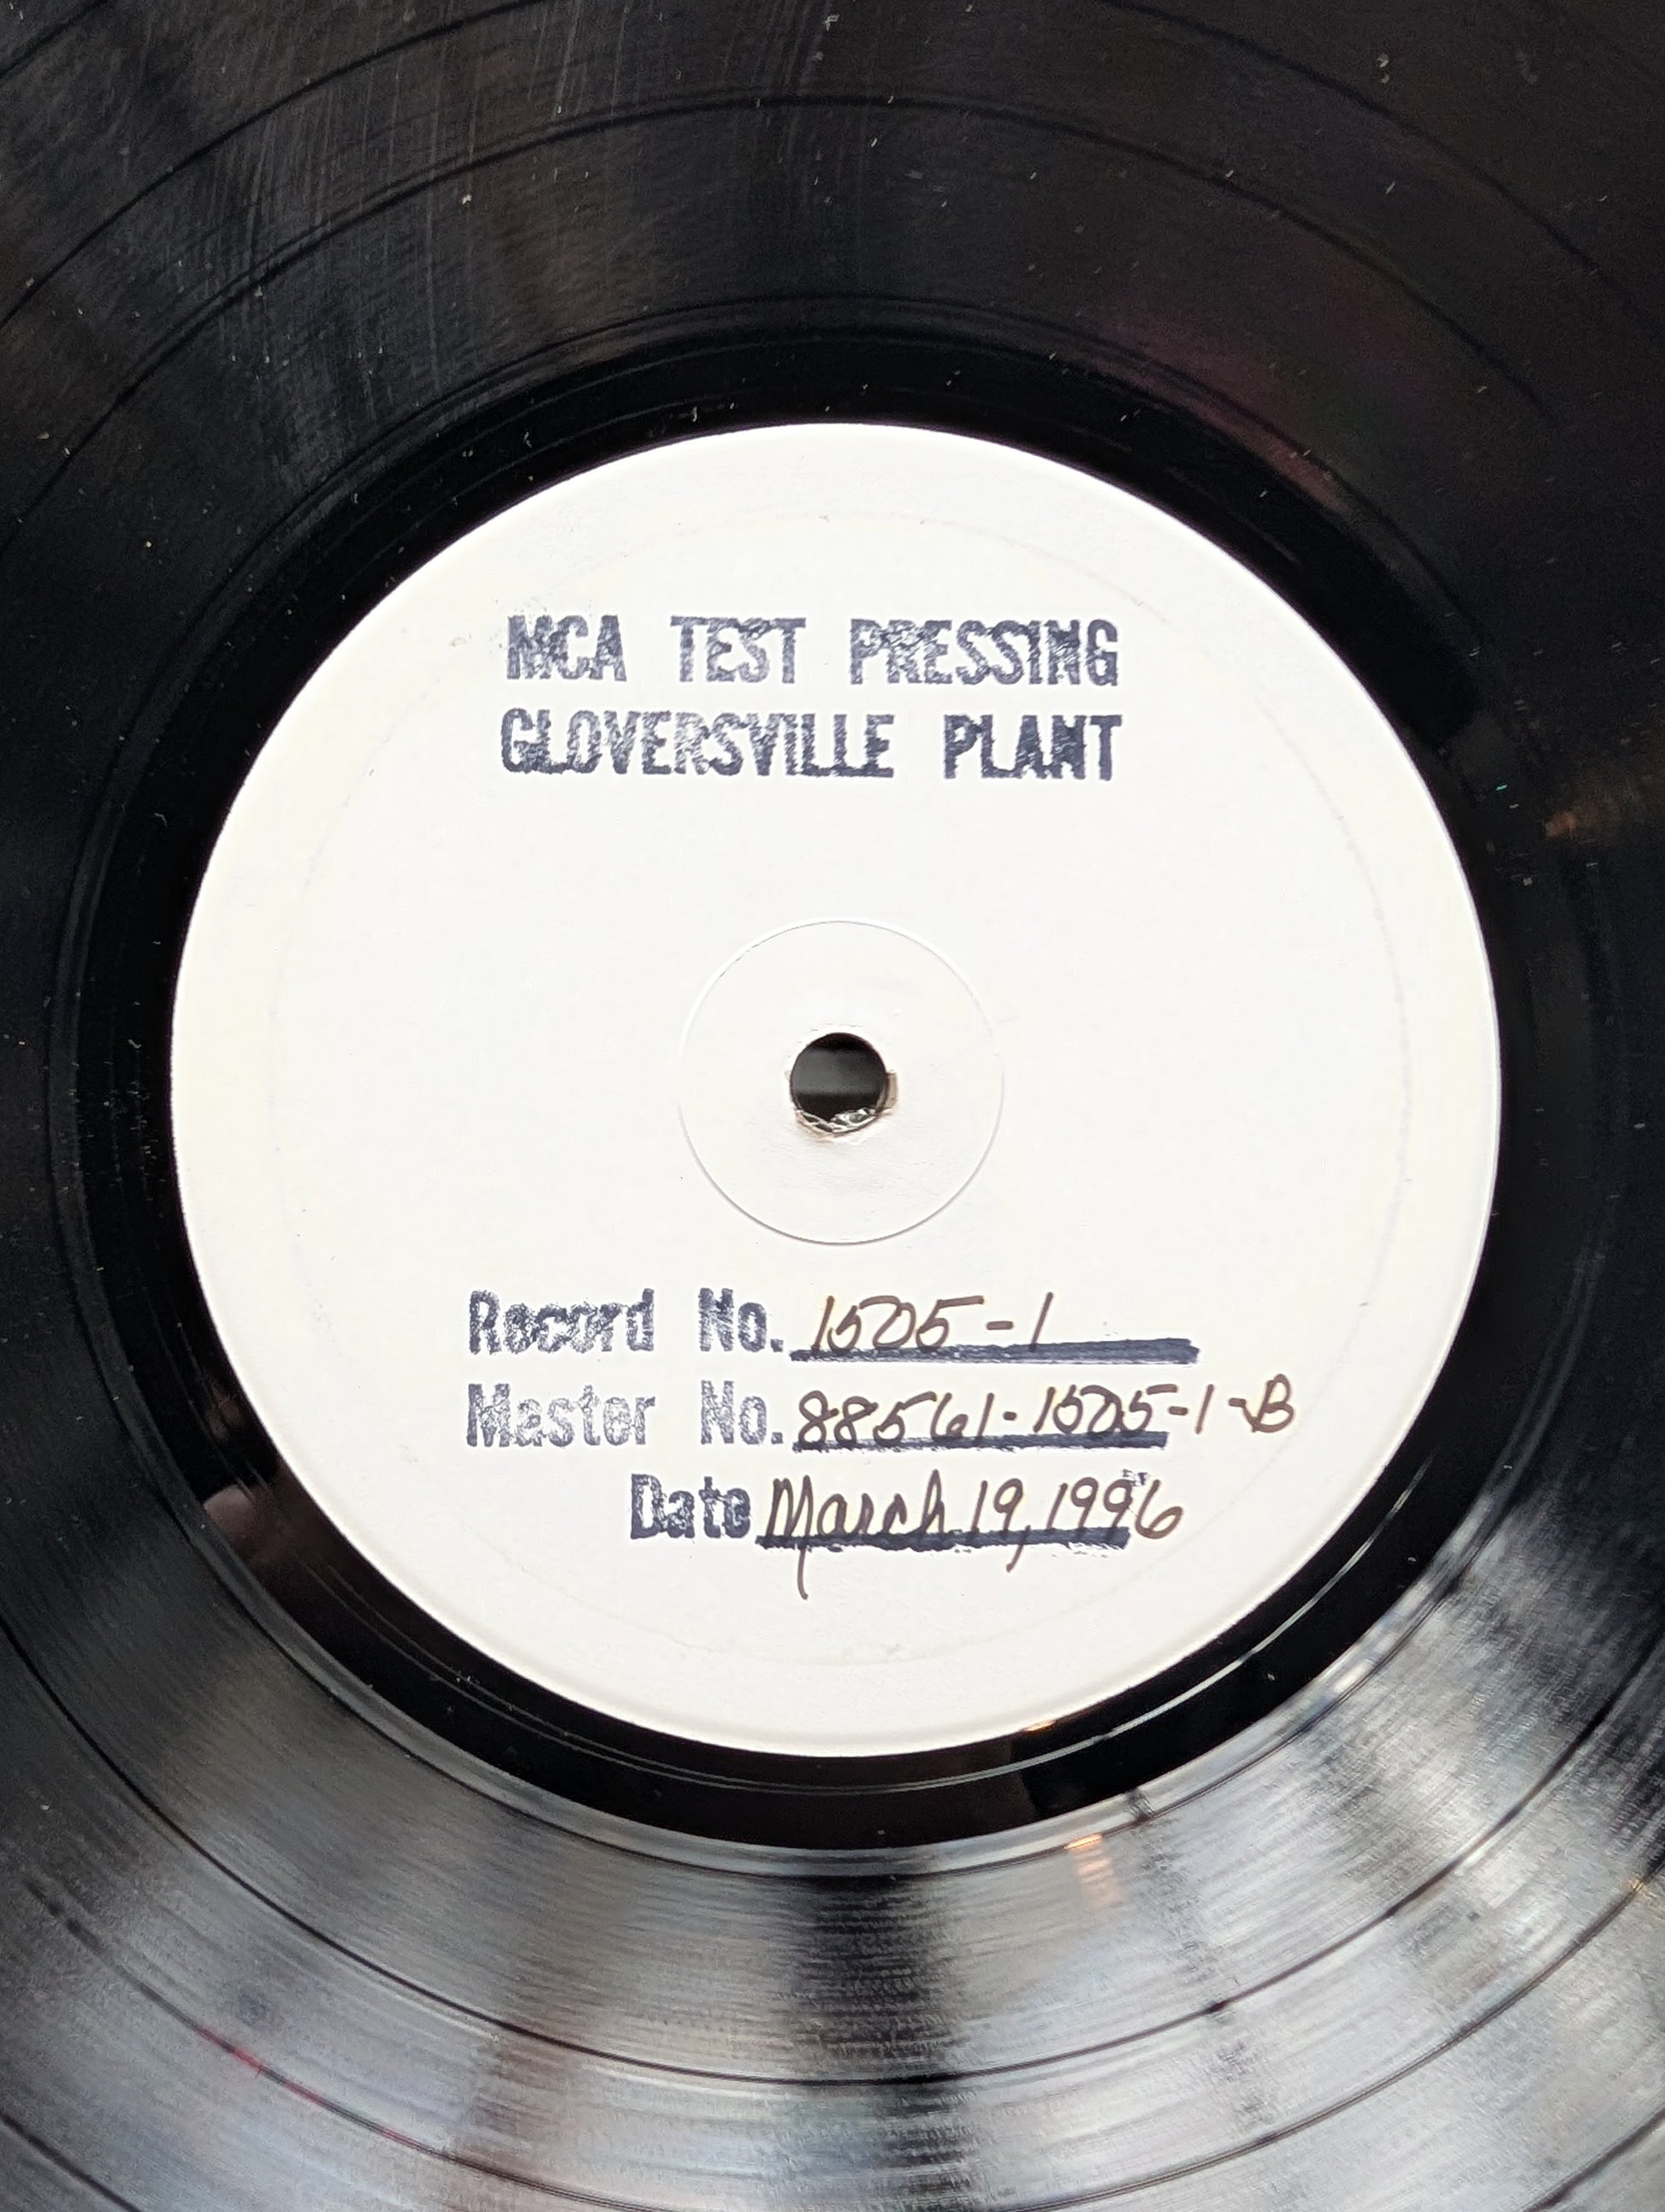 MCA TEST PRESSING
GLOVERSVILLE PLANT
Record No. 1505-1
Master No. 88561-1505-1-B
Date March 19, 1996